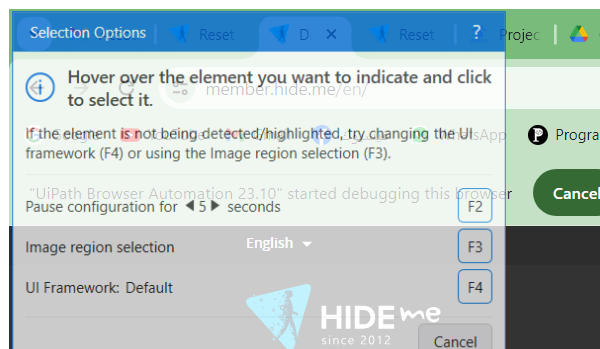 Selection Options
?
Reset
D
Reset
Projec
Hover over the element you want to indicate and click
to select it.
member.hide.me/en/
If the element is not being detected/highlighted, try changing the UI
framework (F4) or using the Image region selection (F3).
Progra
"UiPath Browser Automation 23.10" started debugging this browser
Cancel
Pause configuration for 5 seconds
F2
Image region selection
F3
English
UI Framework: Default
F4
HIDEme
since 2012
Cancel